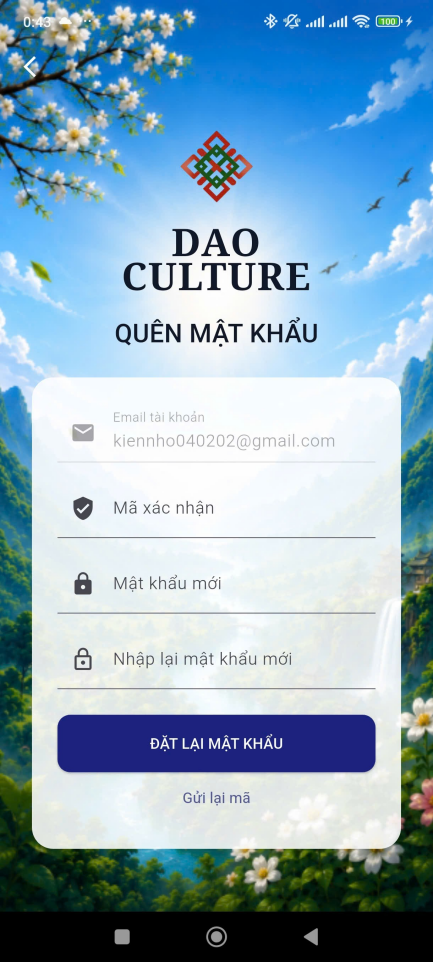 0:43
100
DAO
CULTURE
QUÊN MẬT KHẨU
Email tài khoản
kiennho040202@gmail.com
Mã xác nhận
Mật khẩu mới
Nhập lại mật khẩu mới
ĐẶT LẠI MẬT KHẨU
Gửi lại mã